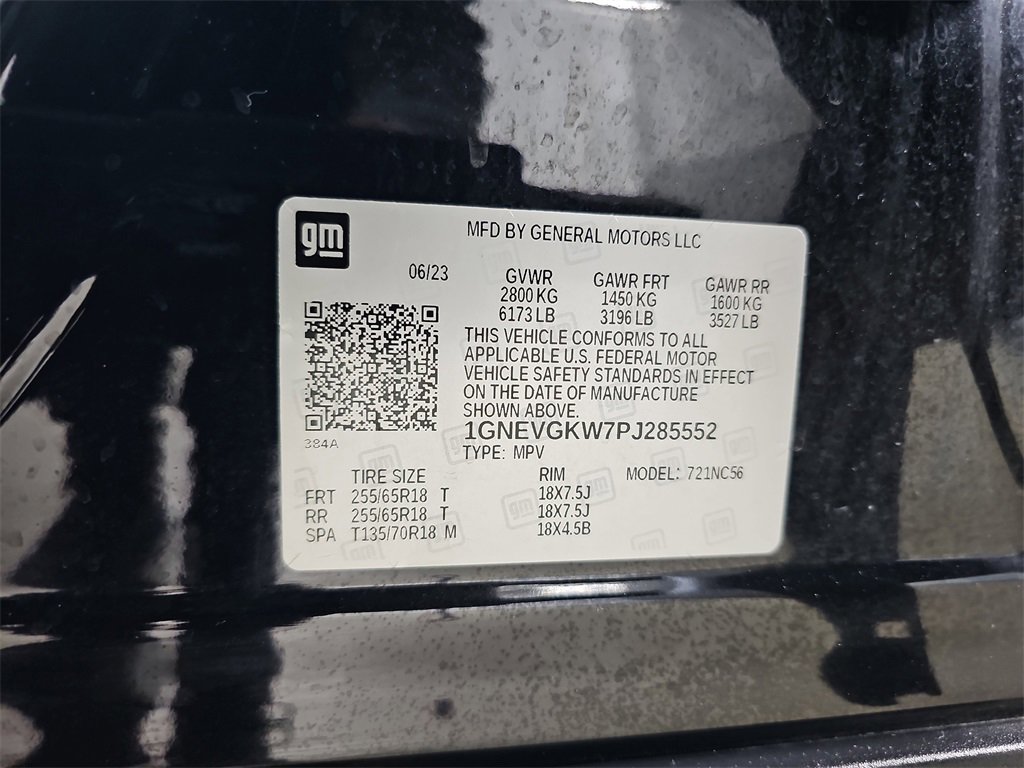 gm
MFD BY GENERAL MOTORS LLC
06/23 GVWR GAWR FRT GAWR RR
2800 KG 1450 KG 1600 KG
6173 LB 3196 LB 3527 LB
THIS VEHICLE CONFORMS TO ALL
APPLICABLE U.S. FEDERAL MOTOR
VEHICLE SAFETY STANDARDS IN EFFECT
ON THE DATE OF MANUFACTURE
SHOWN ABOVE.
384A
1GNEVGKW7PJ285552
TYPE: MPV
TIRE SIZE RIM MODEL: 721NC56
FRT 255/65R18 T 18X7.5J
RR 255/65R18 T 18X7.5J
SPA T135/70R18 M 18X4.5B